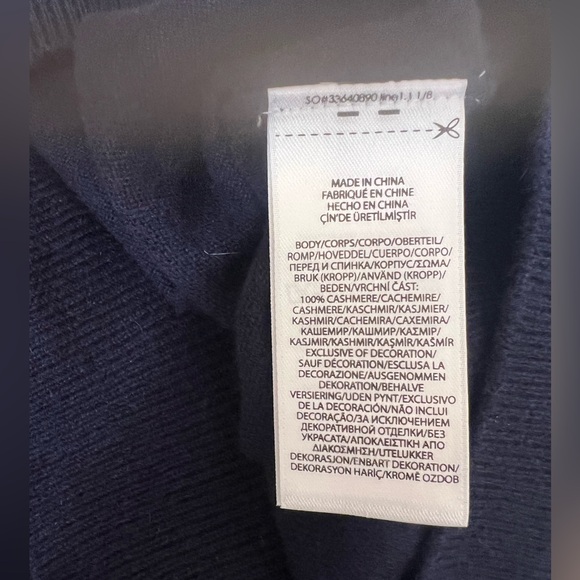 SO#33640890 line1.1 1/8
MADE IN CHINA
FABRIQUÉ EN CHINE
HECHO EN CHINA
ÇİN'DE ÜRETİLMİŞTİR
BODY/CORPS/CORPO/OBERTEIL/
ROMP/HOVEDDEL/CUERPO/CORPO/
ПЕРЕД И СПИНКА/КОРПУС/ΣΩΜΑ/
BRUK (KROPP)/ANVÄND (KROPP)/
BEDEN/VRCHNÍ ČÁST:
100% CASHMERE/CACHEMIRE/
CASHMERE/KASCHMIR/KASJMIER/
KASHMIR/CACHEMIRA/CAXEMIRA/
КАШЕМИР/КАШМИР/ΚΑΣΜΙΡ/
KASJMIR/KASHMIR/KAŞMİR/KAŠMÍR
EXCLUSIVE OF DECORATION/
SAUF DÉCORATION/ESCLUSA LA
DECORAZIONE/AUSGENOMMEN
DEKORATION/BEHALVE
VERSIERING/UDEN PYNT/EXCLUSIVO
DE LA DECORACIÓN/NÃO INCLUI
DECORAÇÃO/ЗА ИСКЛЮЧЕНИЕМ
ДЕКОРАТИВНОЙ ОТДЕЛКИ/БЕЗ
УКРАСАТА/ΑΠΟΚΛΕΙΣΤΙΚΗ ΑΠΟ
ΔΙΑΚΟΣΜΗΣΗ/UTELUKKER
DEKORASJON/ENBART DEKORATION/
DEKORASYON HARİÇ/KROMĚ OZDOB